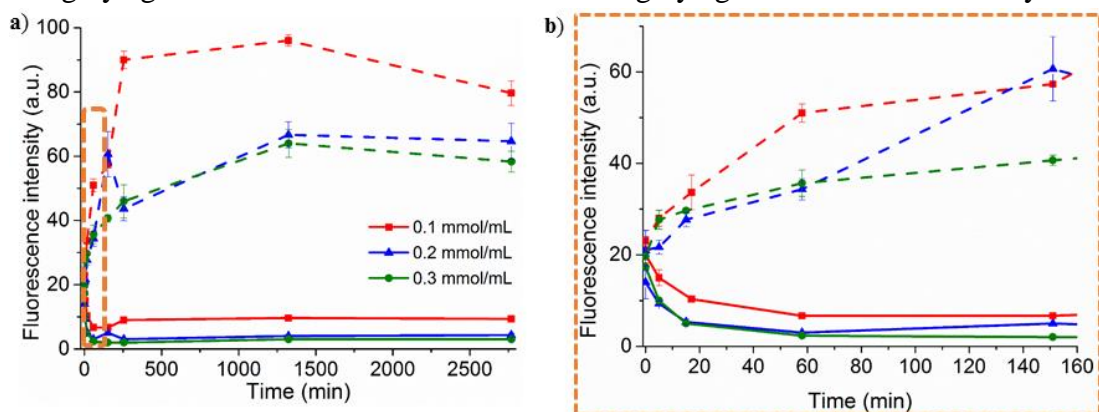 a)
b)
100
80
60
40
20
0
Fluorescence intensity (a.u.)
0.1 mmol/mL
0.2 mmol/mL
0.3 mmol/mL
0 500 1000 1500 2000 2500
Time (min)
60
40
20
0
Fluorescence intensity (a.u.)
0 20 40 60 80 100 120 140 160
Time (min)